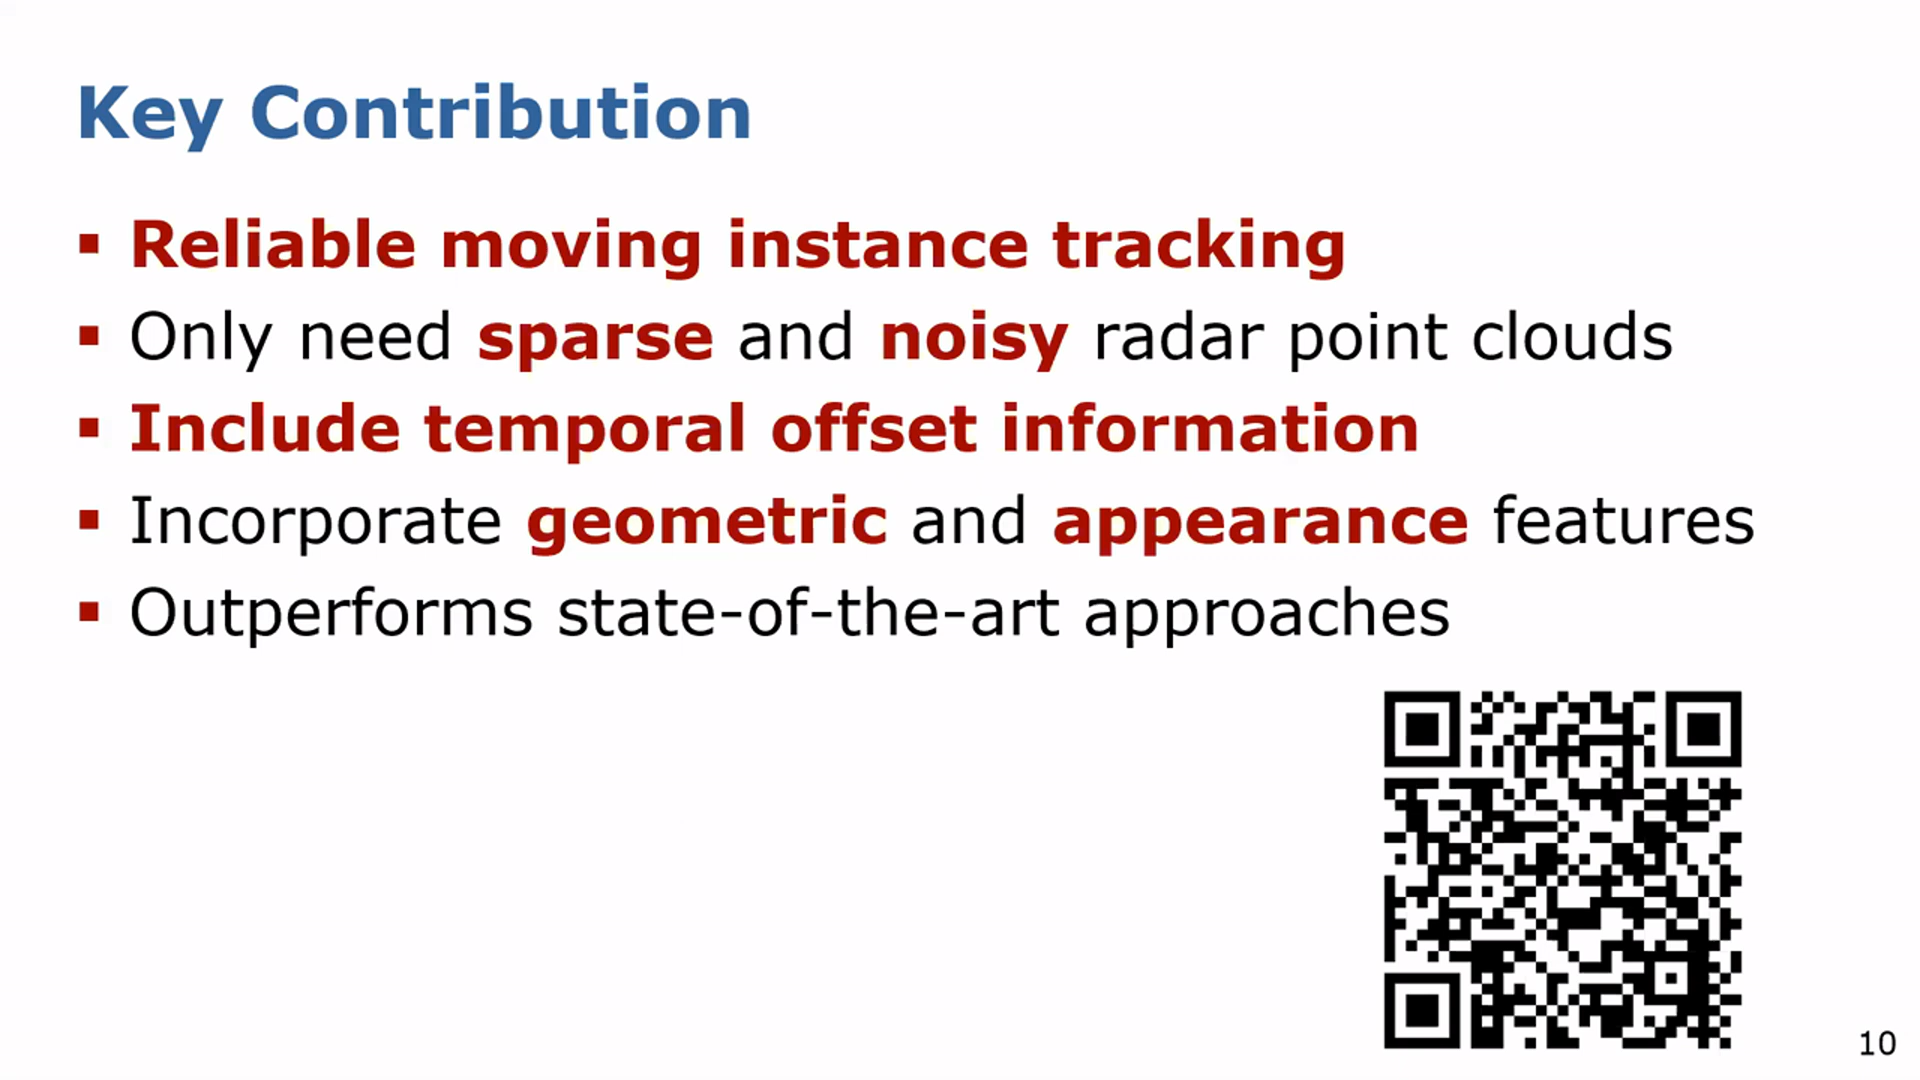 Key Contribution
Reliable moving instance tracking
Only need sparse and noisy radar point clouds
Include temporal offset information
Incorporate geometric and appearance features
Outperforms state-of-the-art approaches
10